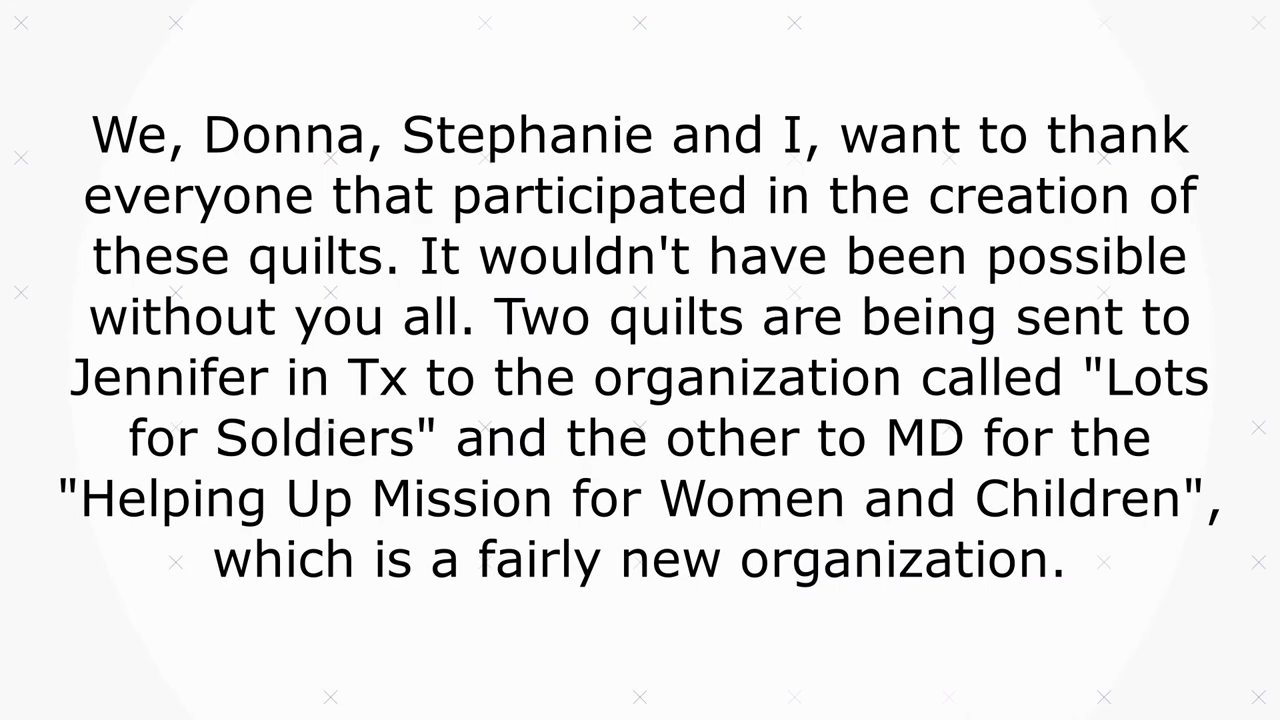 We, Donna, Stephanie and I, want to thank
everyone that participated in the creation of
these quilts. It wouldn't have been possible
without you all. Two quilts are being sent to
Jennifer in Tx to the organization called "Lots
for Soldiers" and the other to MD for the
"Helping Up Mission for Women and Children",
which is a fairly new organization.